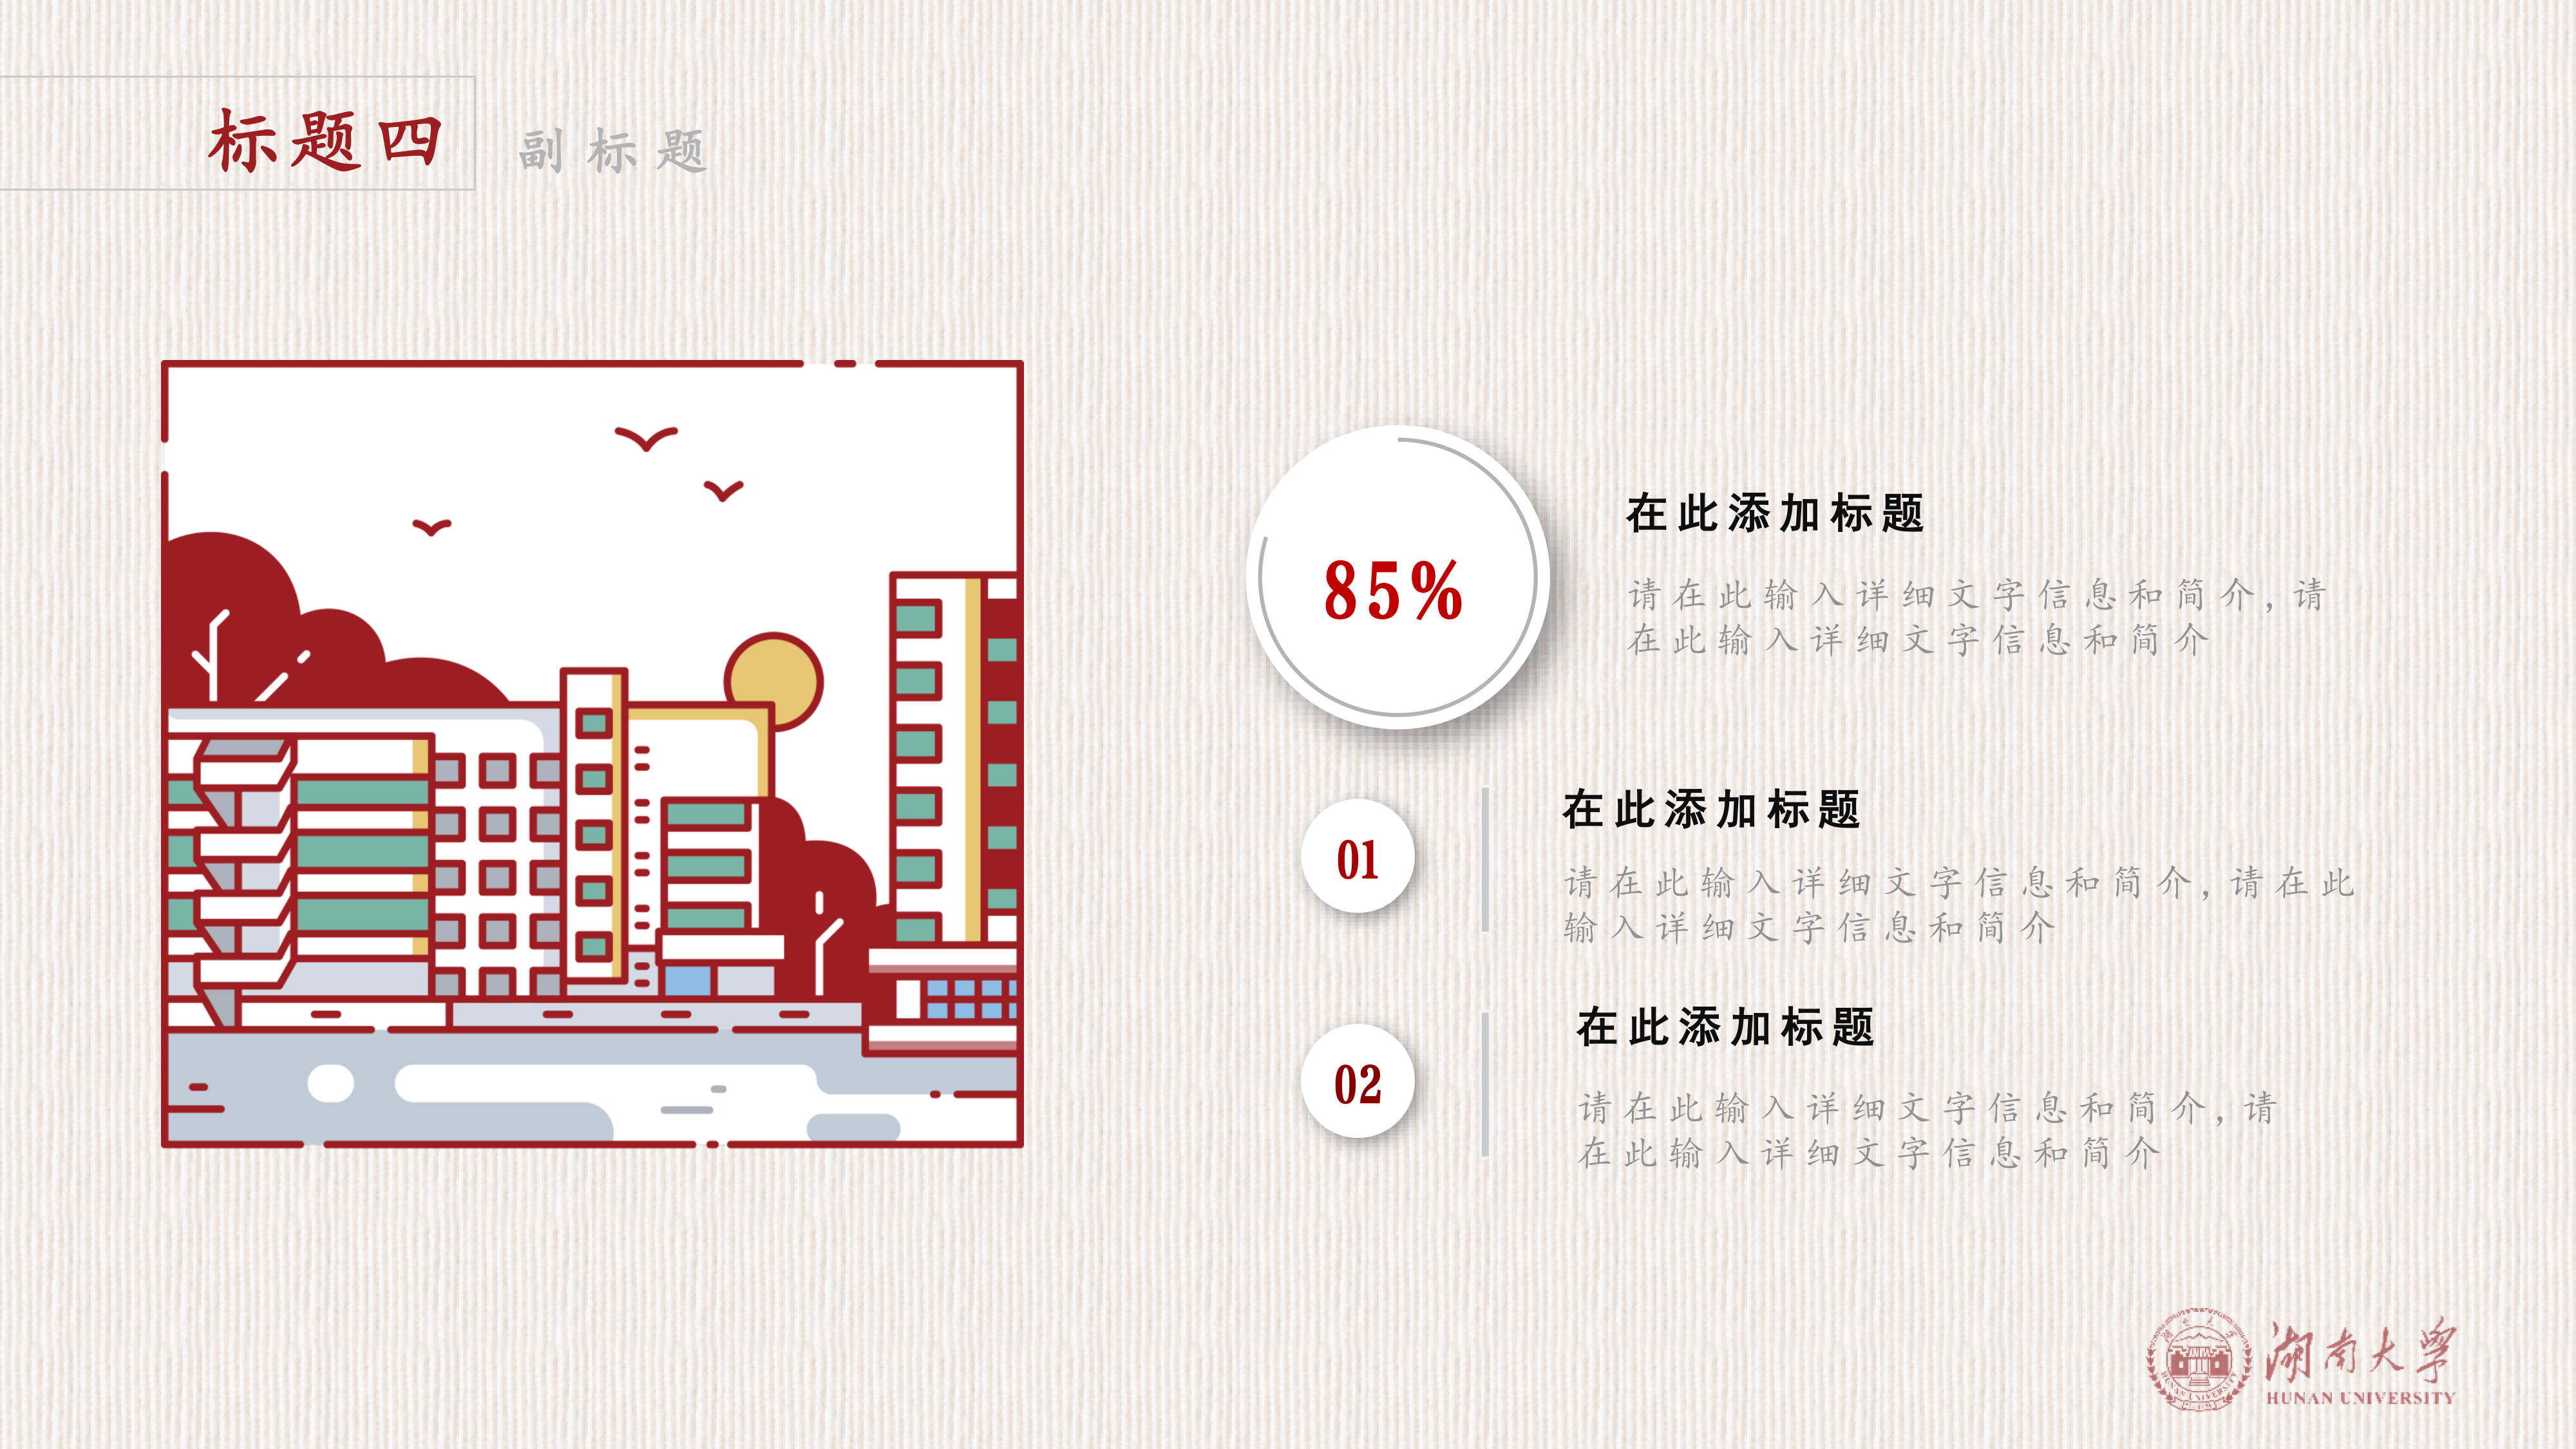 标题四
副标题
85%
在此添加标题
请在此输入详细文字信息和简介,请
在此输入详细文字信息和简介
01
在此添加标题
请在此输入详细文字信息和简介,请在此
输入详细文字信息和简介
02
在此添加标题
请在此输入详细文字信息和简介,请
在此输入详细文字信息和简介
湖南大學
HUNAN UNIVERSITY
HUNAN UNIVERSITY